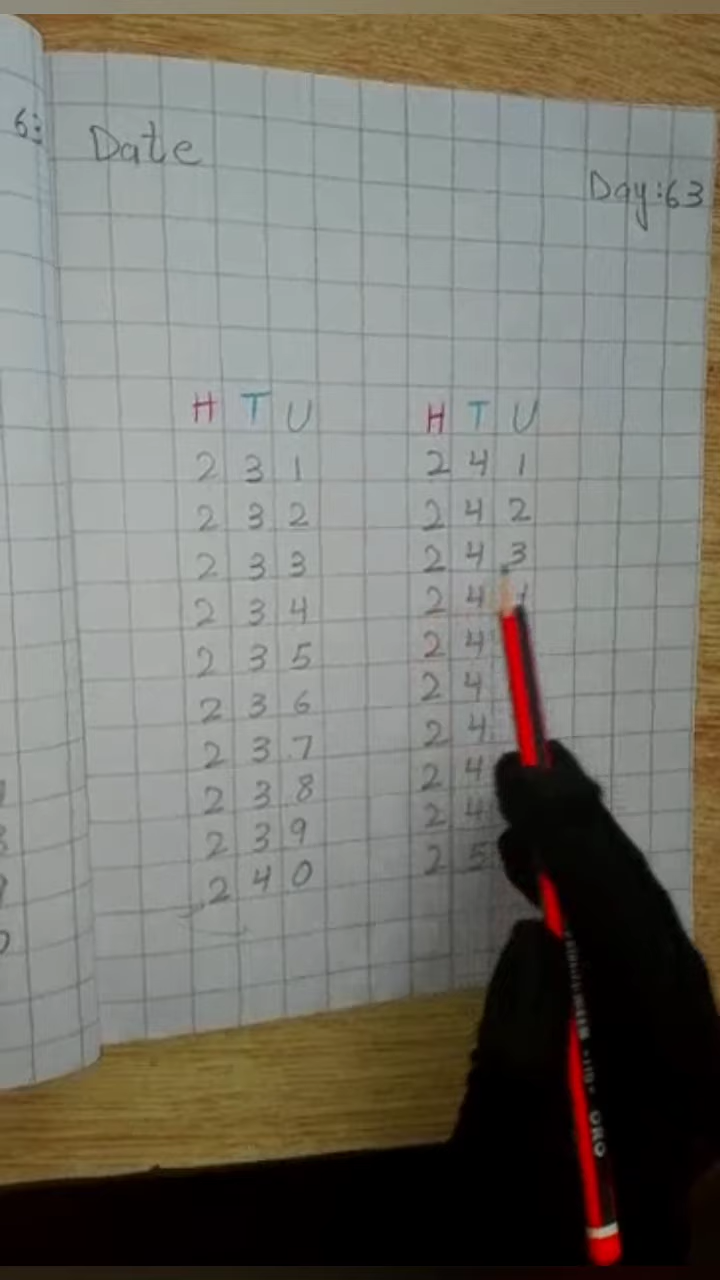 6:
Date
Day:63
H T U
2 3 1
2 3 2
2 3 3
2 3 4
2 3 5
2 3 6
2 3 7
2 3 8
2 3 9
2 4 0
H T U
2 4 1
2 4 2
2 4 3
2 4
2 4
2 4
2 4
2 4
2 4
2 5